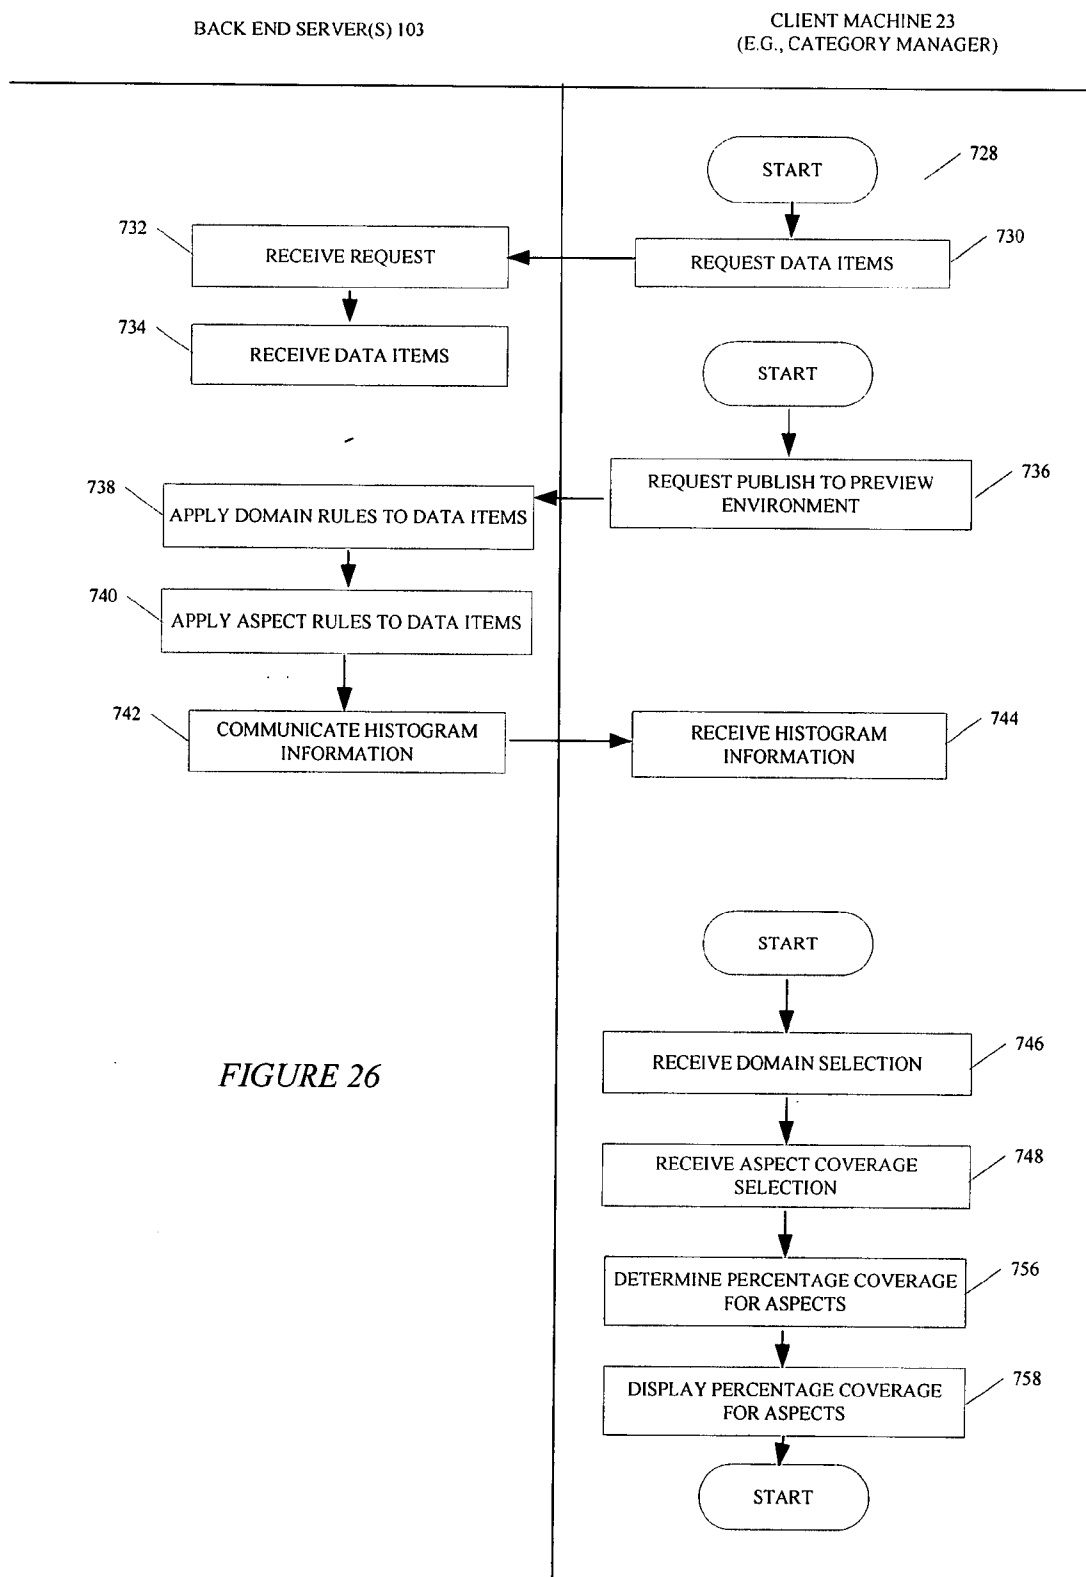 BACK END SERVER(S) 103
CLIENT MACHINE 23
(E.G., CATEGORY MANAGER)
START
728
732
RECEIVE REQUEST
REQUEST DATA ITEMS
730
734
RECEIVE DATA ITEMS
START
738
APPLY DOMAIN RULES TO DATA ITEMS
REQUEST PUBLISH TO PREVIEW
ENVIRONMENT
736
740
APPLY ASPECT RULES TO DATA ITEMS
742
COMMUNICATE HISTOGRAM
INFORMATION
RECEIVE HISTOGRAM
INFORMATION
744
START
FIGURE 26
RECEIVE DOMAIN SELECTION
746
RECEIVE ASPECT COVERAGE
SELECTION
748
DETERMINE PERCENTAGE COVERAGE
FOR ASPECTS
756
DISPLAY PERCENTAGE COVERAGE
FOR ASPECTS
758
START